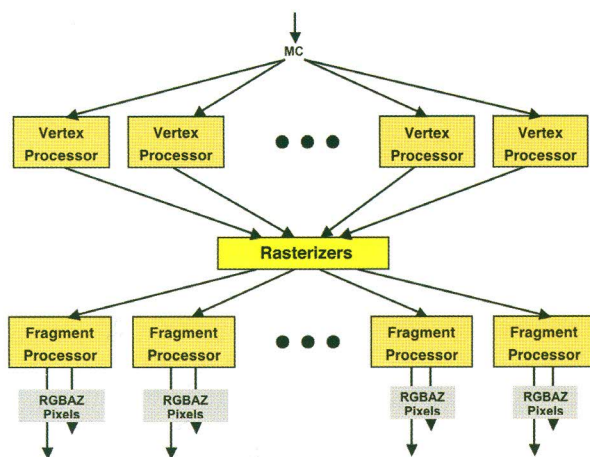 MC
Vertex
Processor
Vertex
Processor
Vertex
Processor
Vertex
Processor
Rasterizers
Fragment
Processor
Fragment
Processor
Fragment
Processor
Fragment
Processor
RGBAZ
Pixels
RGBAZ
Pixels
RGBAZ
Pixels
RGBAZ
Pixels